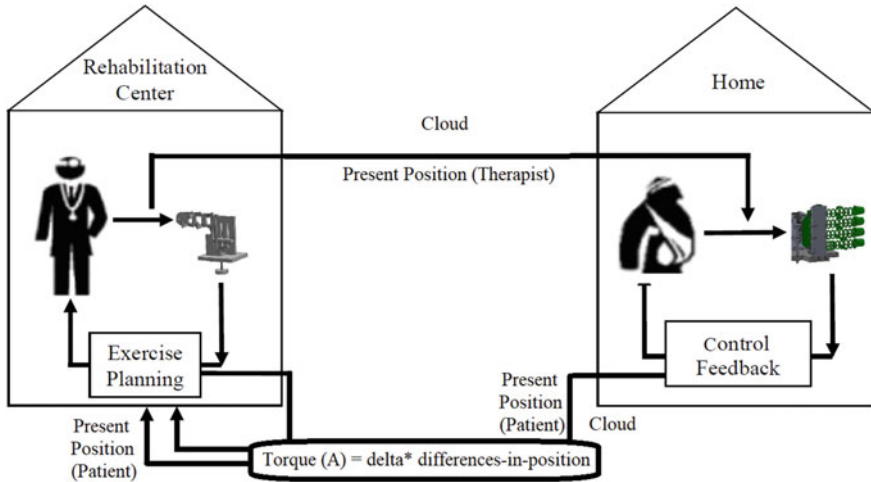 Rehabilitation
Center
Home
Cloud
Present Position (Therapist)
Exercise
Planning
Control
Feedback
Present
Position
(Patient)
Present
Position
(Patient)
Cloud
Torque (A) = delta* differences-in-position